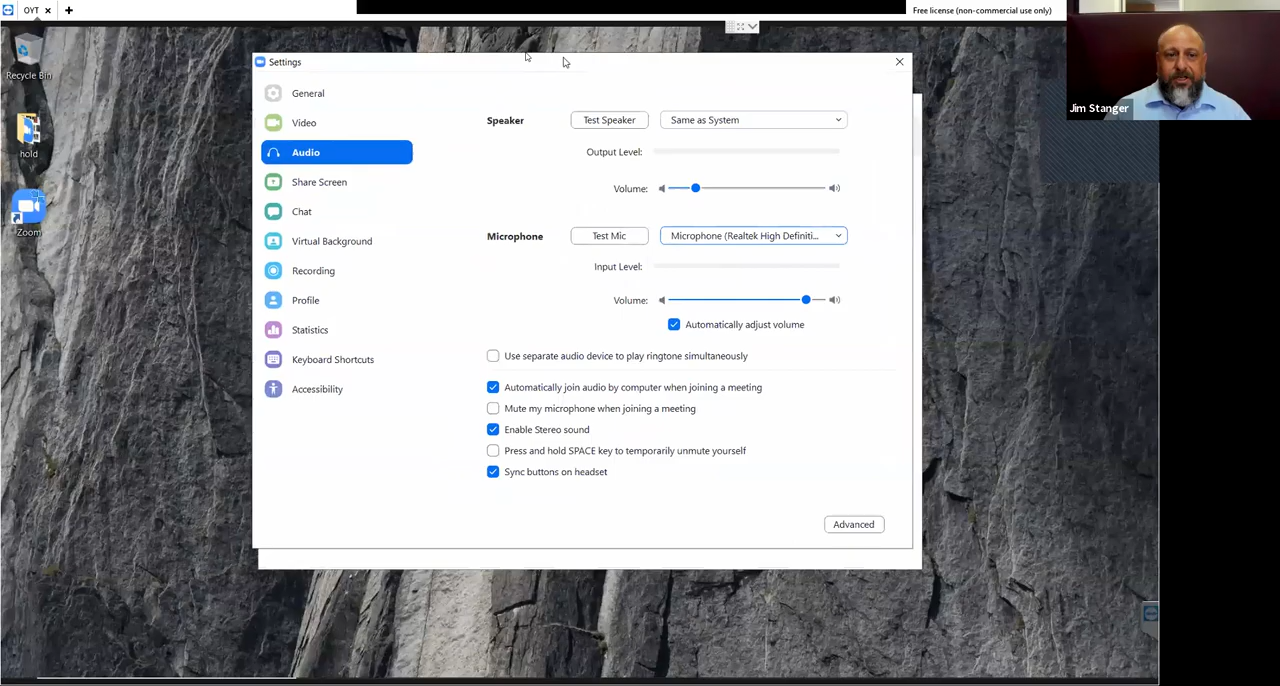 OYT
Free license (non-commercial use only)
Recycle Bin
hold
Zoom
Jim Stanger
Settings
General
Video
Audio
Share Screen
Chat
Virtual Background
Recording
Profile
Statistics
Keyboard Shortcuts
Accessibility
Speaker
Test Speaker
Same as System
Output Level:
Volume:
Microphone
Test Mic
Microphone (Realtek High Definiti...
Input Level:
Volume:
Automatically adjust volume
Use separate audio device to play ringtone simultaneously
Automatically join audio by computer when joining a meeting
Mute my microphone when joining a meeting
Enable Stereo sound
Press and hold SPACE key to temporarily unmute yourself
Sync buttons on headset
Advanced